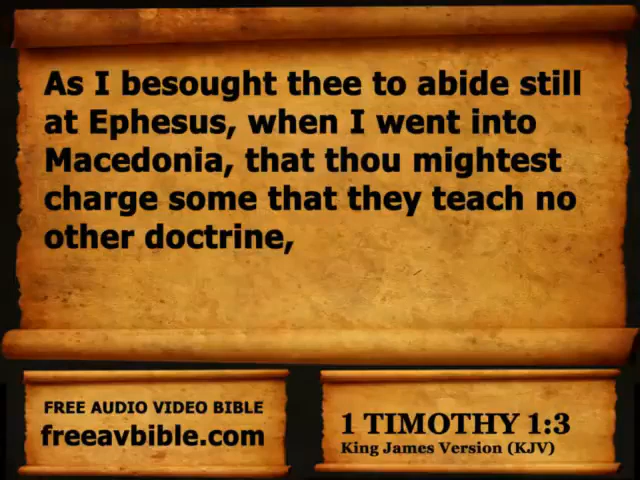 As I besought thee to abide still
at Ephesus, when I went into
Macedonia, that thou mightest
charge some that they teach no
other doctrine,
FREE AUDIO VIDEO BIBLE
freeavbible.com
1 TIMOTHY 1:3
King James Version (KJV)